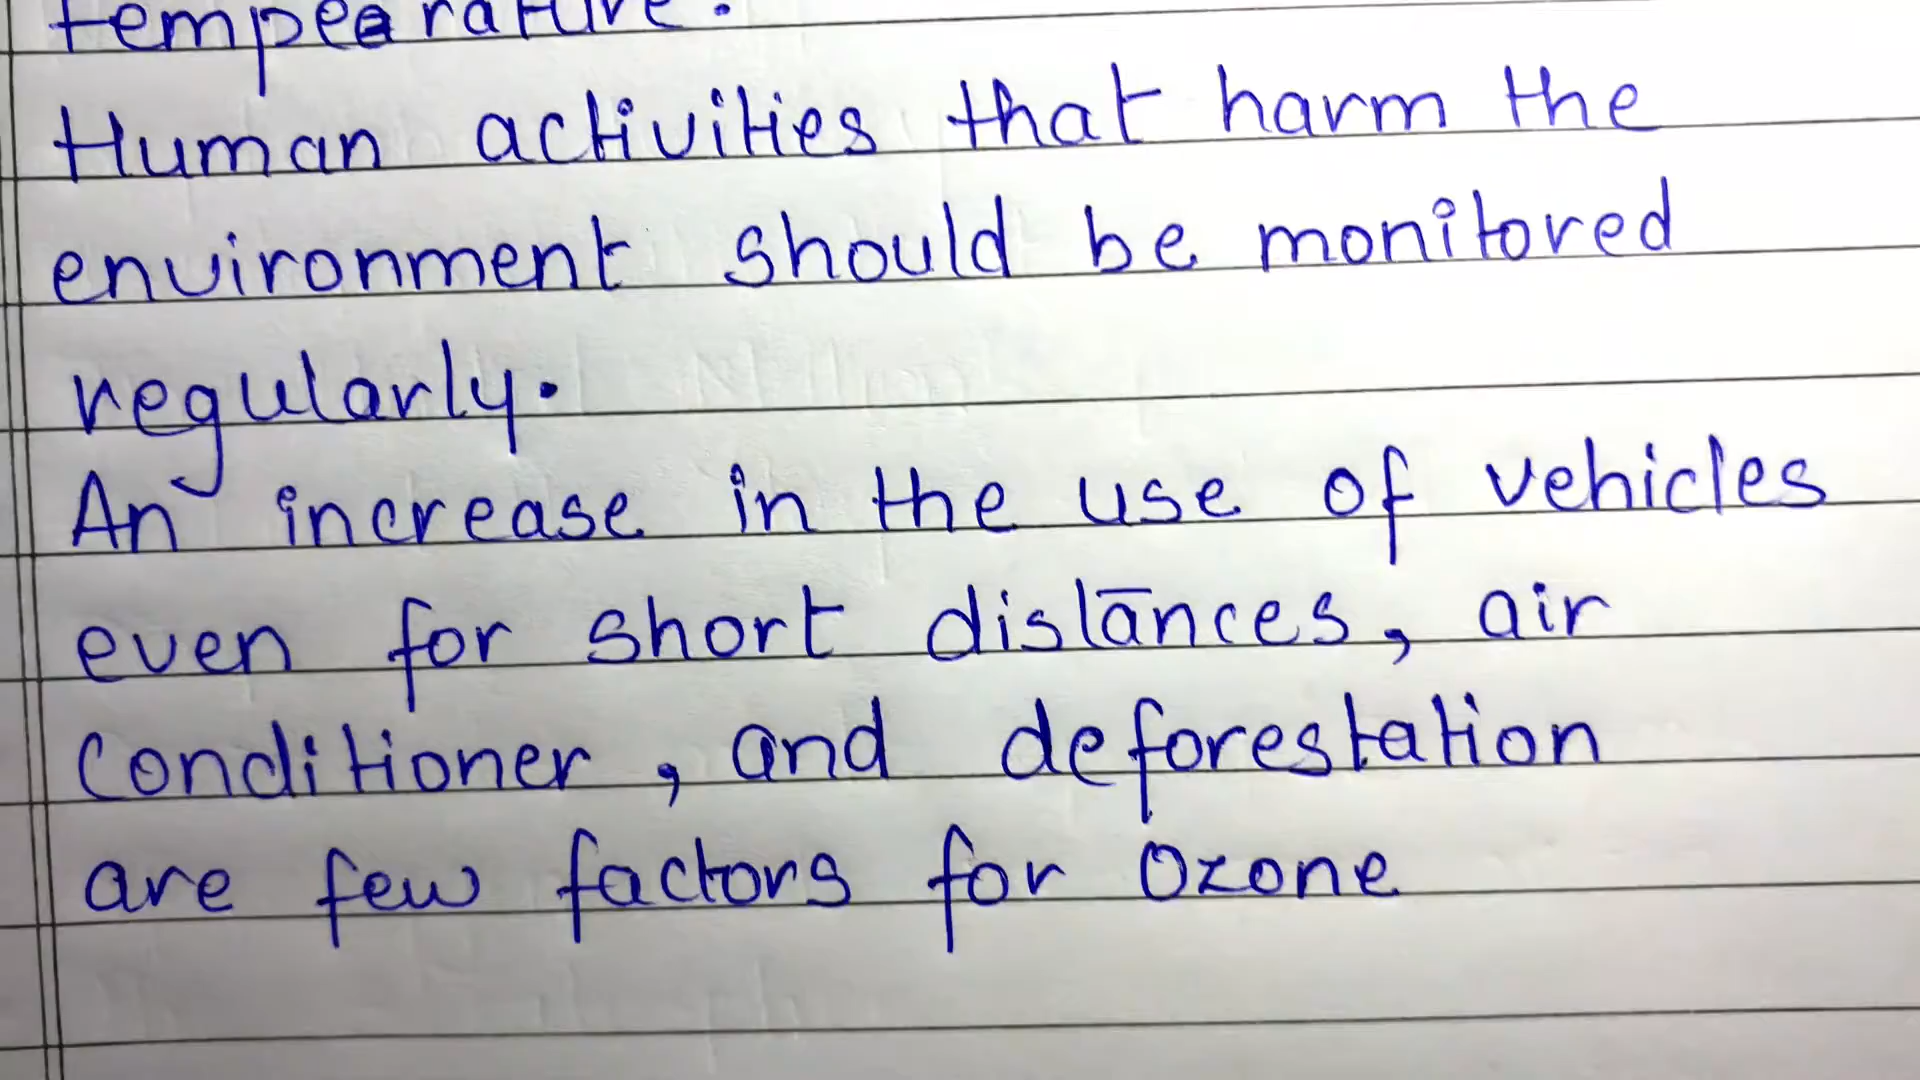 tempearature.
Human activities that harm the
environment should be monitored
regularly.
An increase in the use of vehicles
even for short distances, air
conditioner, and deforestation
are few factors for Ozone